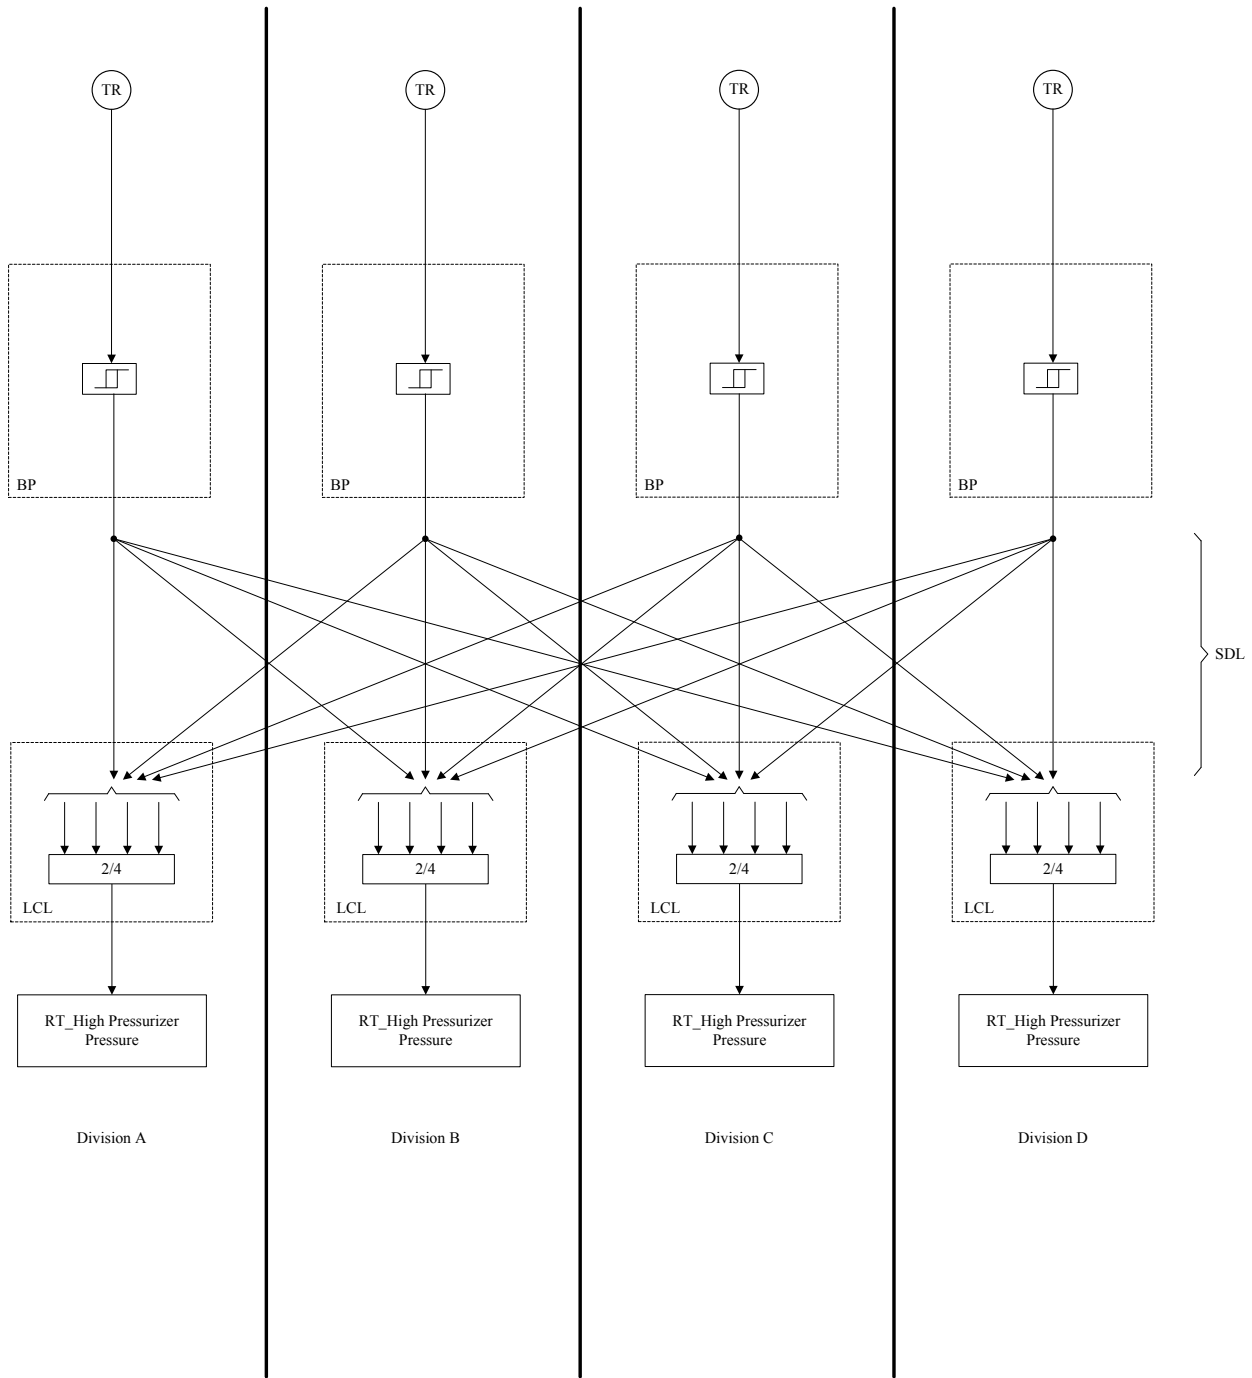 TR
TR
TR
TR
BP
BP
BP
BP
SDL
2/4
2/4
2/4
2/4
LCL
LCL
LCL
LCL
RT_High Pressurizer
Pressure
RT_High Pressurizer
Pressure
RT_High Pressurizer
Pressure
RT_High Pressurizer
Pressure
Division A
Division B
Division C
Division D